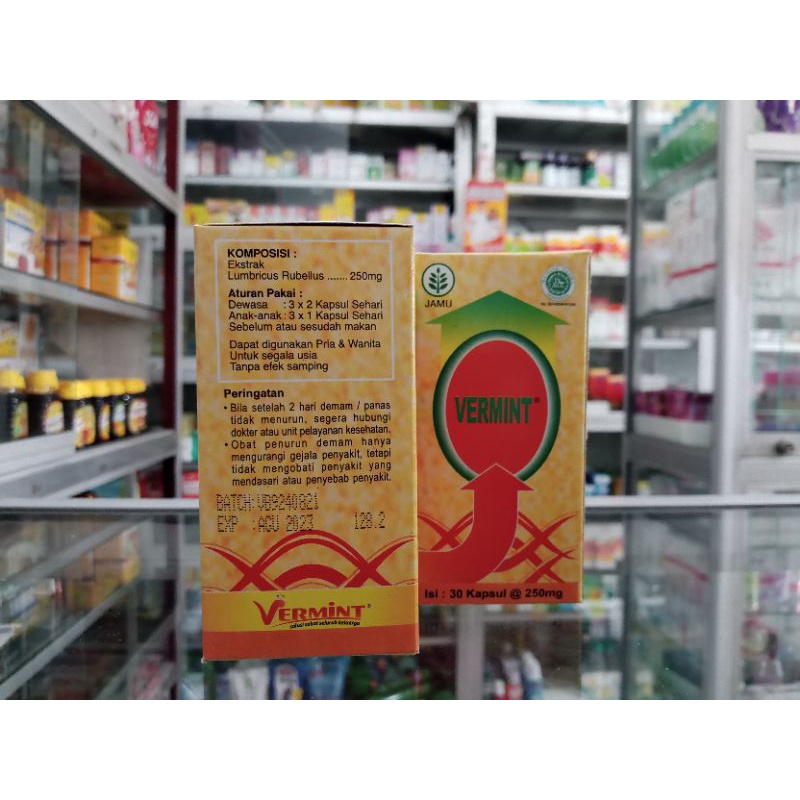 KOMPOSISI :
Ekstrak
Lumbricus Rubellus ....... 250mg
Aturan Pakai :
Dewasa : 3 x 2 Kapsul Sehari
Anak-anak : 3 x 1 Kapsul Sehari
Sebelum atau sesudah makan
Dapat digunakan Pria & Wanita
Untuk segala usia
Tanpa efek samping
Peringatan
• Bila setelah 2 hari demam / panas
tidak menurun, segera hubungi
dokter atau unit pelayanan kesehatan.
• Obat penurun demam hanya
mengurangi gejala penyakit, tetapi
tidak mengobati penyakit yang
mendasari atau penyebab penyakit.
BATCH:VB9240821
EXP : AGU 2023 128.2
VERMINT®
solusi sehat seluruh keluarga
JAMU
VERMINT®
Isi : 30 Kapsul @ 250mg